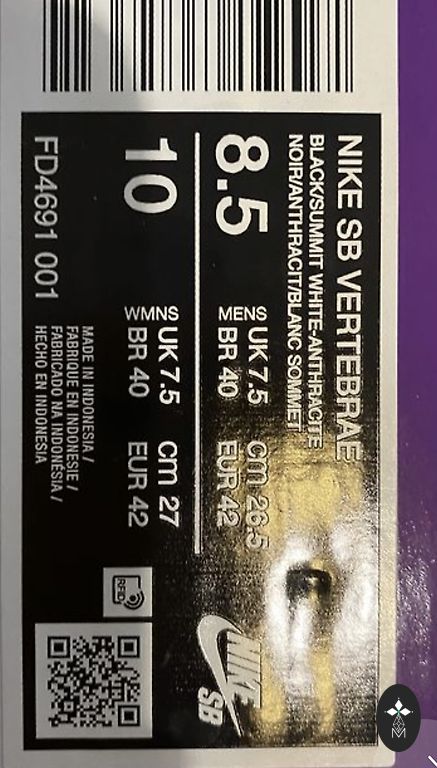 NIKE SB VERTEBRAE
BLACK/SUMMIT WHITE-ANTHRACITE
NOIR/ANTHRACIT/BLANC SOMMET
8.5
MENS
UK 7.5
cm 26.5
BR 40
EUR 42
10
WMNS
UK 7.5
cm 27
BR 40
EUR 42
FD4691 001
MADE IN INDONESIA /
FABRIQUE EN INDONESIE /
FABRICADO NA INDONÉSIA /
HECHO EN INDONESIA
RFID
NIKE
SB
M